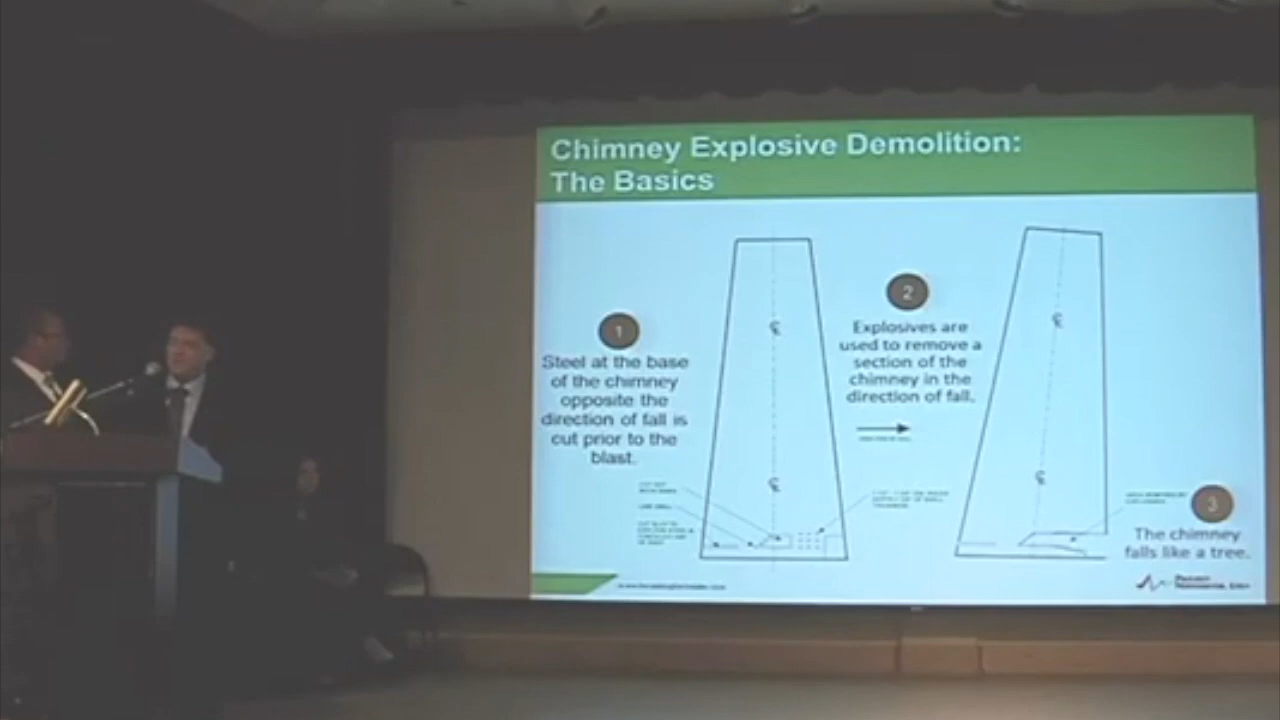 Chimney Explosive Demolition:
The Basics
1
Steel at the base
of the chimney
opposite the
direction of fall is
cut prior to the
blast.
2
Explosives are
used to remove a
section of the
chimney in the
direction of fall.
3
The chimney
falls like a tree.